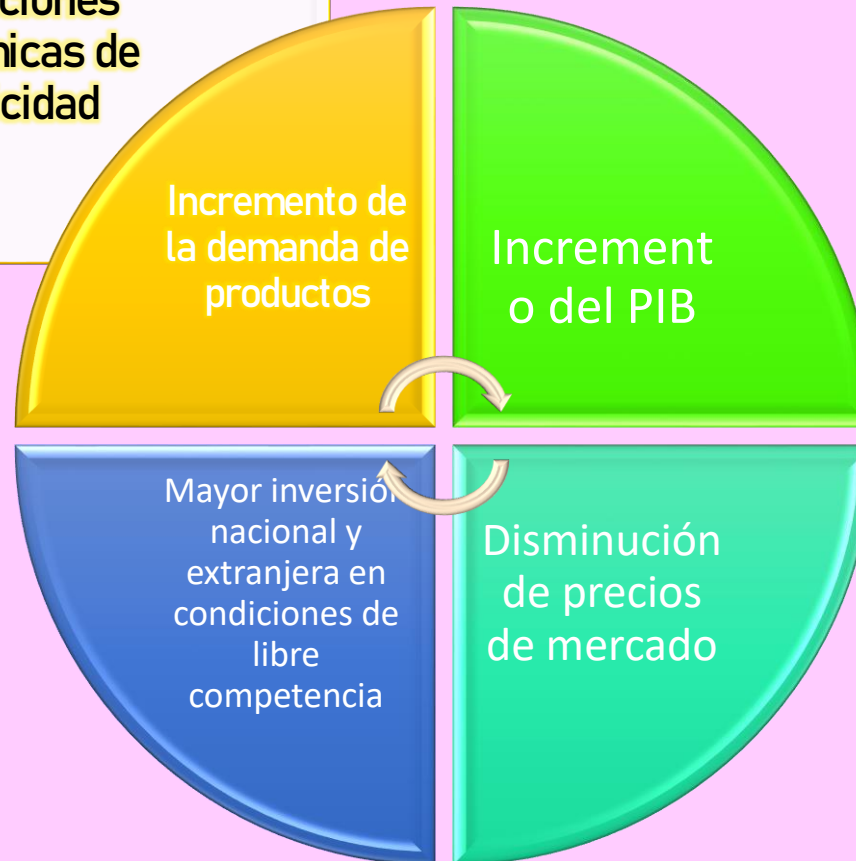 ciones
nicas de
cidad
Incremento de
la demanda de
productos
Increment
o del PIB
Mayor inversión
nacional y
extranjera en
condiciones de
libre
competencia
Disminución
de precios
de mercado